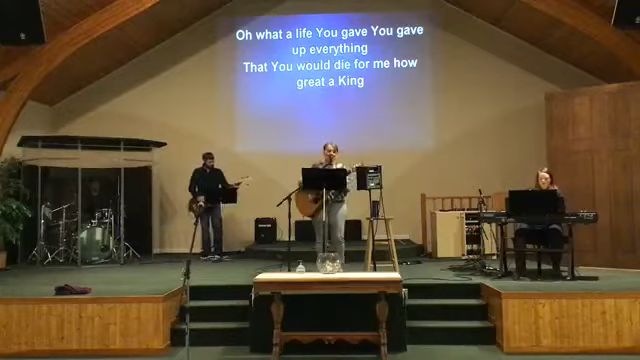 Oh what a life You gave You gave
up everything
That You would die for me how
great a King